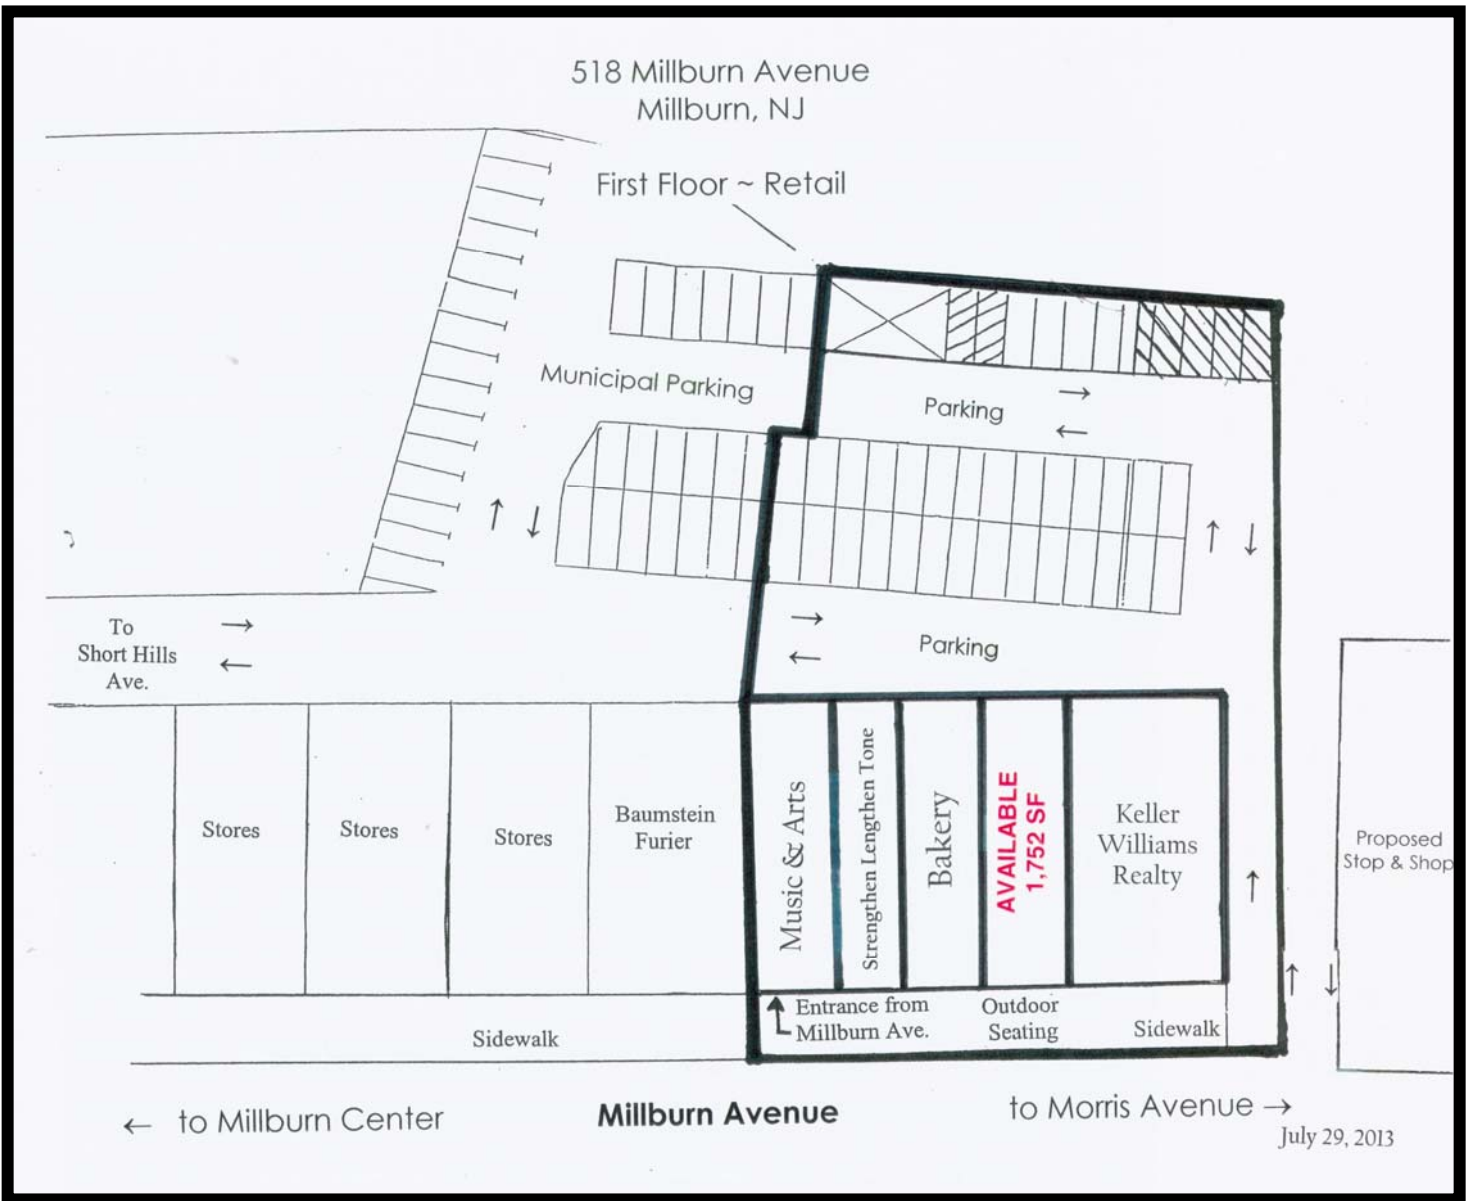 518 Millburn Avenue
Millburn, NJ
First Floor ~ Retail
Municipal Parking
Parking
→
←
↑ ↓
↑ ↓
To
Short Hills
Ave.
→
←
→
←
Parking
Stores
Stores
Stores
Baumstein
Furier
Music & Arts
Strengthen Lengthen Tone
Bakery
AVAILABLE
1,752 SF
Keller
Williams
Realty
↑
Proposed
Stop & Shop
↑ ↓
Entrance from
Millburn Ave.
Outdoor
Seating
Sidewalk
Sidewalk
← to Millburn Center
Millburn Avenue
to Morris Avenue →
July 29, 2013